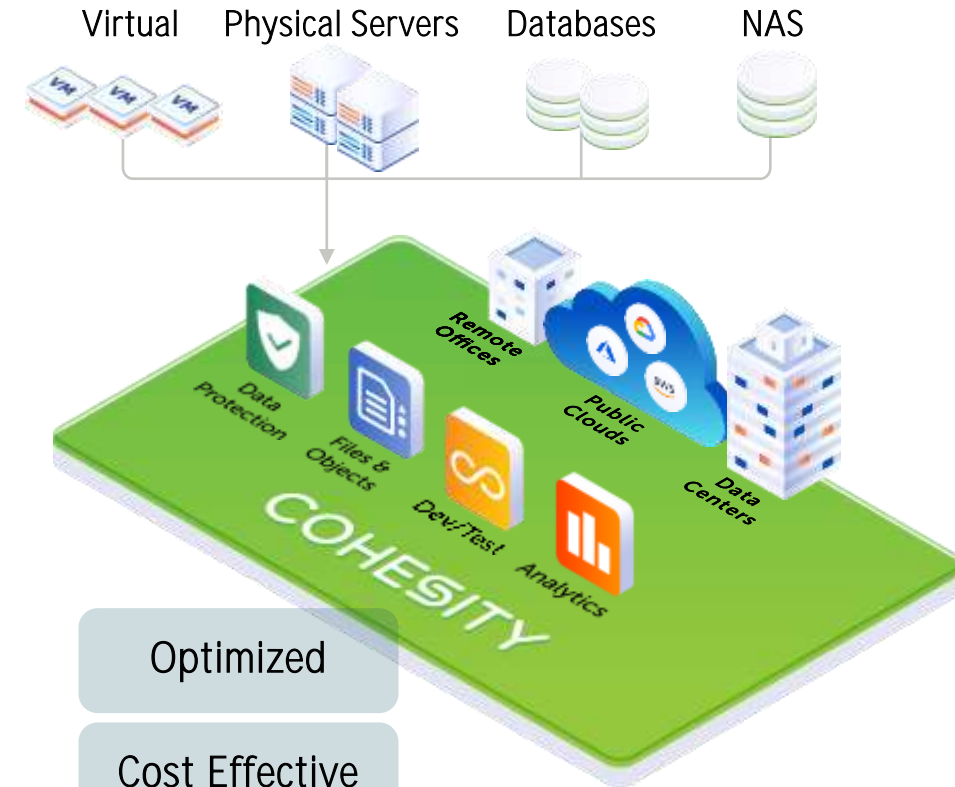 Virtual
Physical Servers
Databases
NAS
VM
VM
VM
Remote
Offices
aws
Public
Clouds
Data
Protection
Files &
Objects
Data
Centers
Dev/Test
Analytics
COHESITY
Optimized
Cost Effective